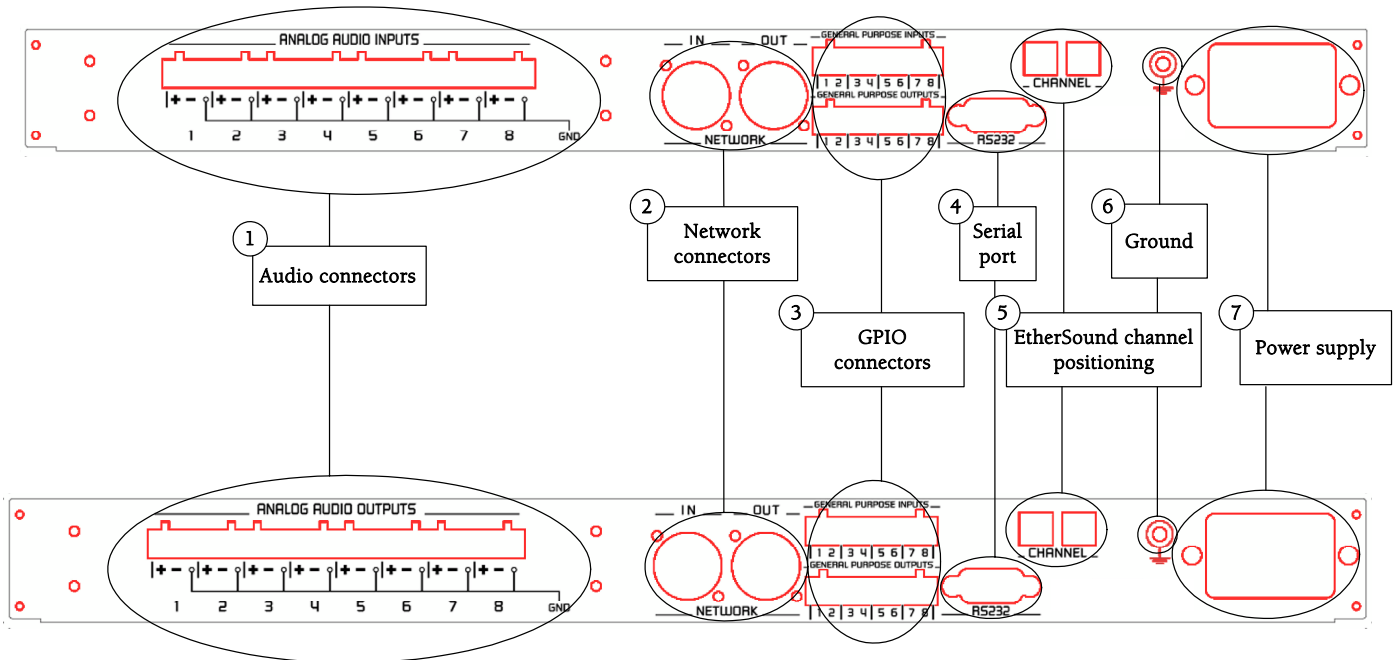 ANALOG AUDIO INPUTS
+ - + - + - + - + - + - + - + -
1 2 3 4 5 6 7 8 GND
IN OUT
NETWORK
GENERAL PURPOSE INPUTS
1 2 3 4 5 6 7 8
GENERAL PURPOSE OUTPUTS
1 2 3 4 5 6 7 8
RS232
CHANNEL
1
Audio connectors
2
Network
connectors
3
GPIO
connectors
4
Serial
port
5
EtherSound channel
positioning
6
Ground
7
Power supply
ANALOG AUDIO OUTPUTS
+ - + - + - + - + - + - + - + -
1 2 3 4 5 6 7 8 GND
IN OUT
NETWORK
GENERAL PURPOSE INPUTS
1 2 3 4 5 6 7 8
GENERAL PURPOSE OUTPUTS
1 2 3 4 5 6 7 8
RS232
CHANNEL